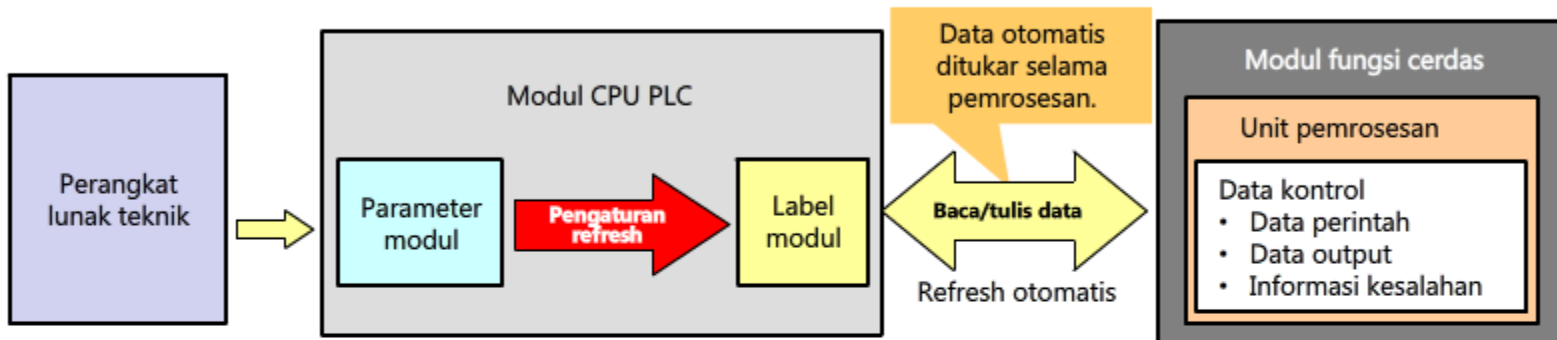 Perangkat
lunak teknik
Modul CPU PLC
Parameter
modul
Pengaturan
refresh
Label
modul
Data otomatis
ditukar selama
pemrosesan.
Baca/tulis data
Refresh otomatis
Modul fungsi cerdas
Unit pemrosesan
Data kontrol
• Data perintah
• Data output
• Informasi kesalahan